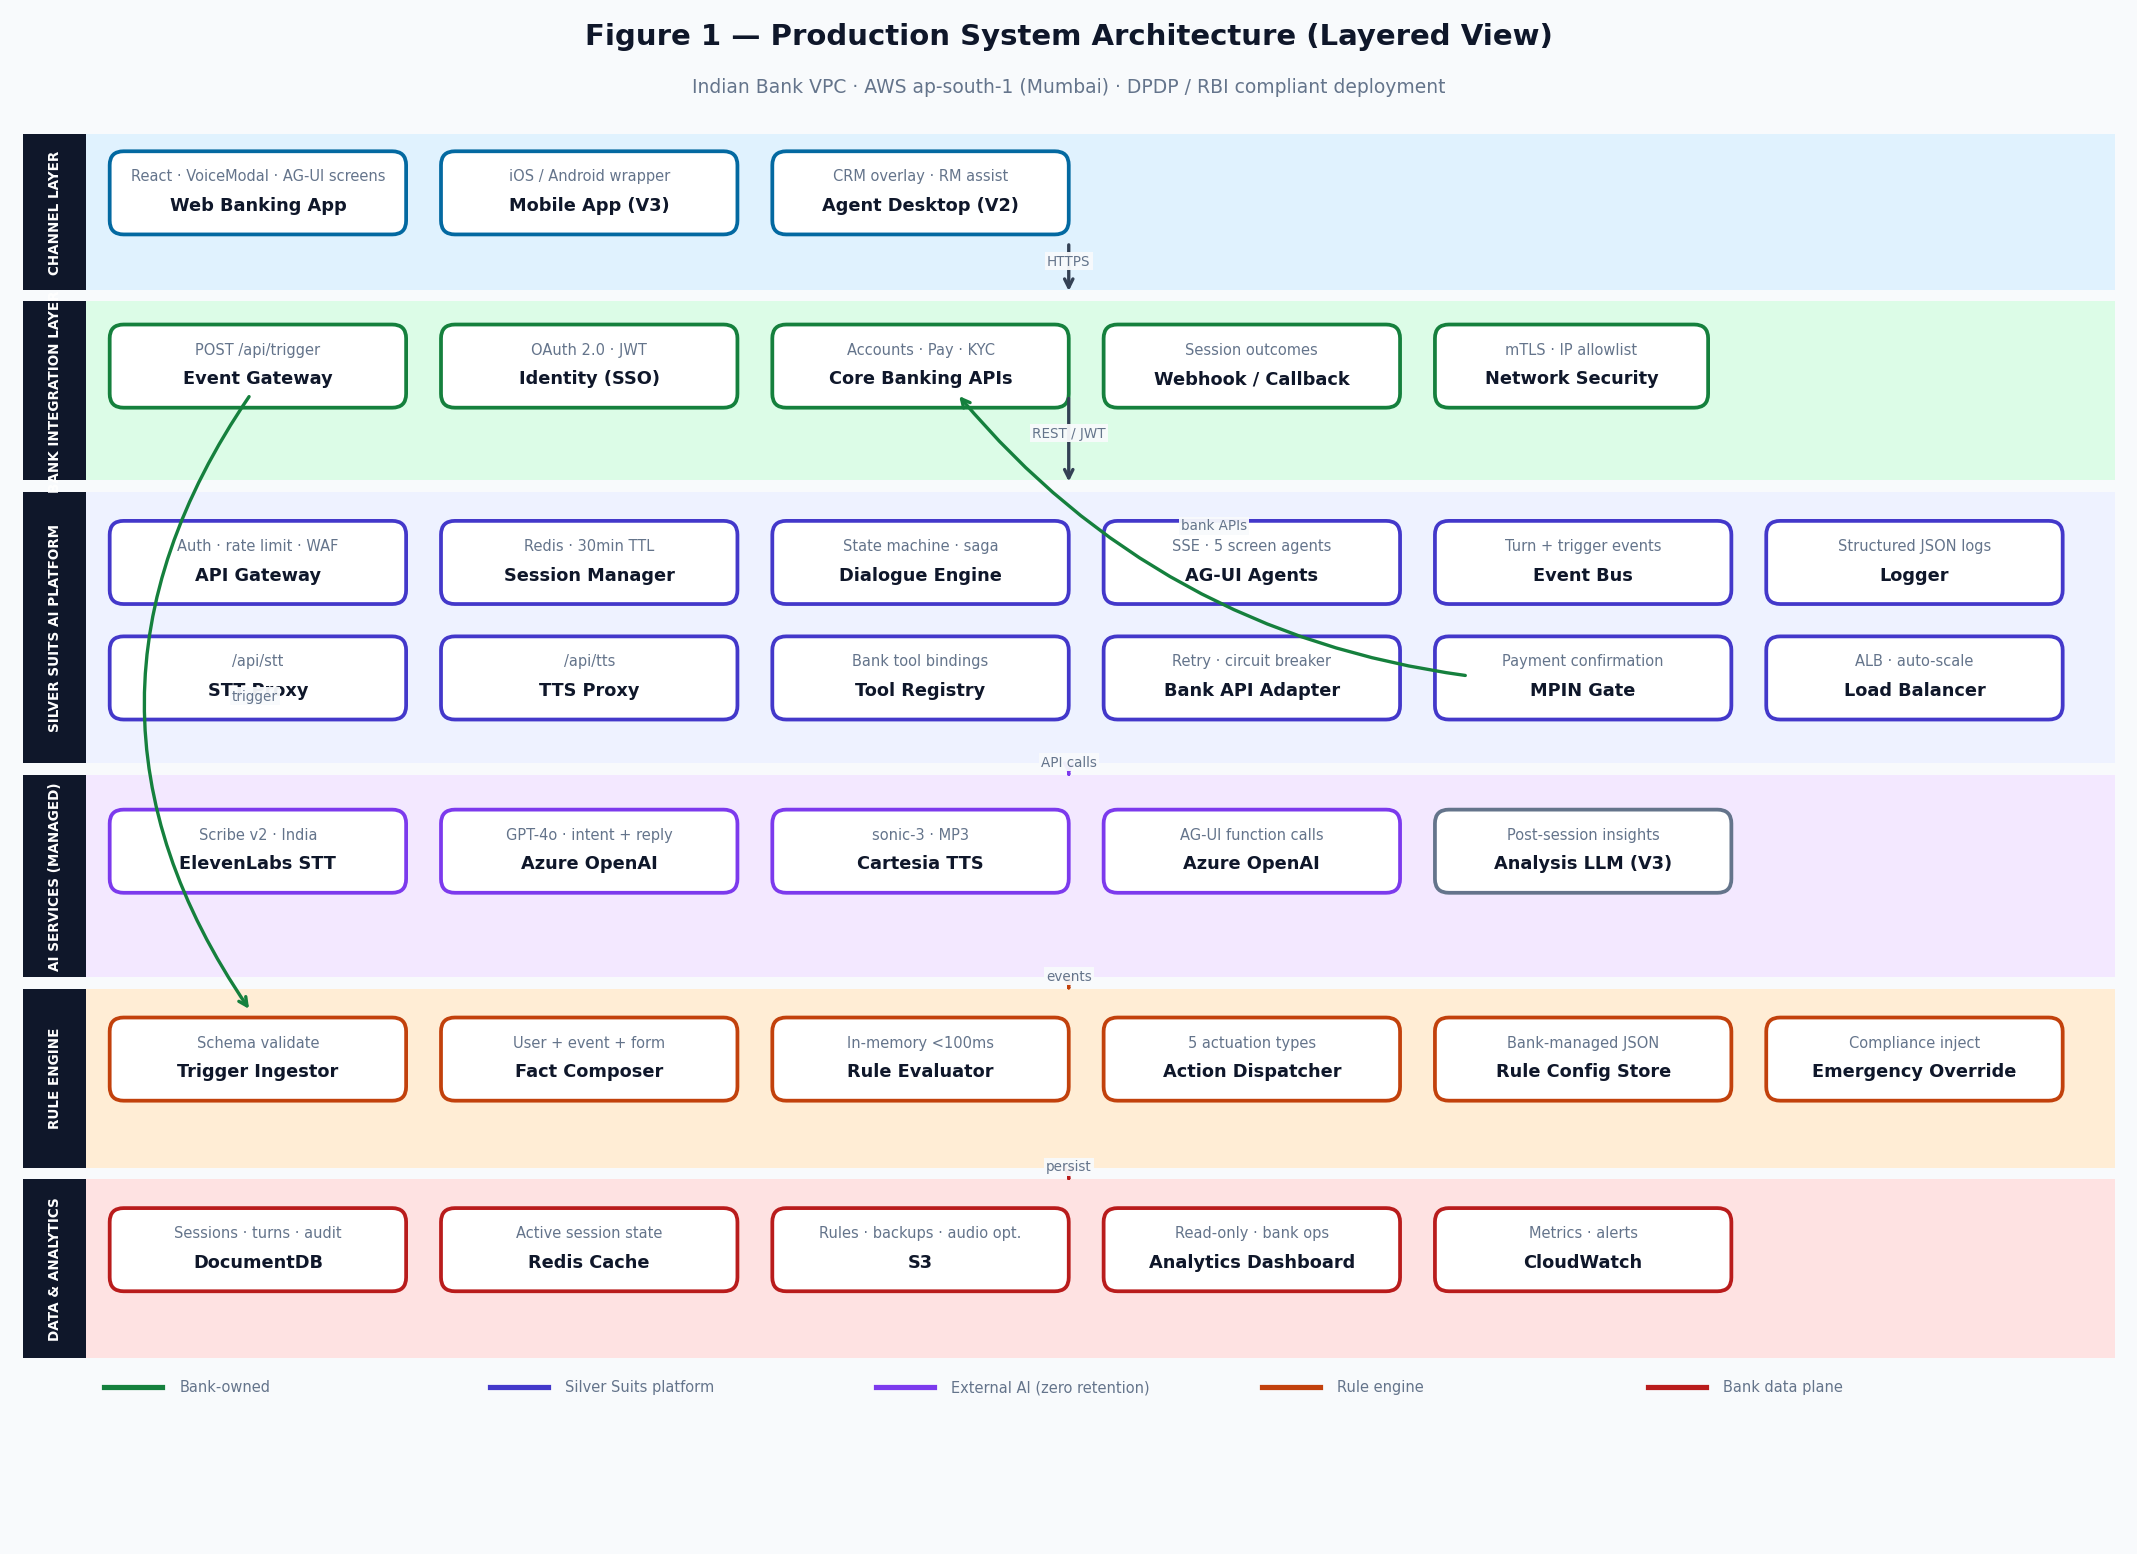 Figure 1 — Production System Architecture (Layered View)
Indian Bank VPC · AWS ap-south-1 (Mumbai) · DPDP / RBI compliant deployment
CHANNEL LAYER
React · VoiceModal · AG-UI screens
Web Banking App
iOS / Android wrapper
Mobile App (V3)
CRM overlay · RM assist
Agent Desktop (V2)
HTTPS
ANK INTEGRATION LAYE
POST /api/trigger
Event Gateway
OAuth 2.0 · JWT
Identity (SSO)
Accounts · Pay · KYC
Core Banking APIs
Session outcomes
Webhook / Callback
mTLS · IP allowlist
Network Security
REST / JWT
SILVER SUITS AI PLATFORM
bank APIs
Auth · rate limit · WAF
API Gateway
Redis · 30min TTL
Session Manager
State machine · saga
Dialogue Engine
SSE · 5 screen agents
AG-UI Agents
Turn + trigger events
Event Bus
Structured JSON logs
Logger
/api/stt
STT Proxy
trigger
/api/tts
TTS Proxy
Bank tool bindings
Tool Registry
Retry · circuit breaker
Bank API Adapter
Payment confirmation
MPIN Gate
ALB · auto-scale
Load Balancer
API calls
AI SERVICES (MANAGED)
Scribe v2 · India
ElevenLabs STT
GPT-4o · intent + reply
Azure OpenAI
sonic-3 · MP3
Cartesia TTS
AG-UI function calls
Azure OpenAI
Post-session insights
Analysis LLM (V3)
events
RULE ENGINE
Schema validate
Trigger Ingestor
User + event + form
Fact Composer
In-memory <100ms
Rule Evaluator
5 actuation types
Action Dispatcher
Bank-managed JSON
Rule Config Store
Compliance inject
Emergency Override
persist
DATA & ANALYTICS
Sessions · turns · audit
DocumentDB
Active session state
Redis Cache
Rules · backups · audio opt.
S3
Read-only · bank ops
Analytics Dashboard
Metrics · alerts
CloudWatch
Bank-owned
Silver Suits platform
External AI (zero retention)
Rule engine
Bank data plane